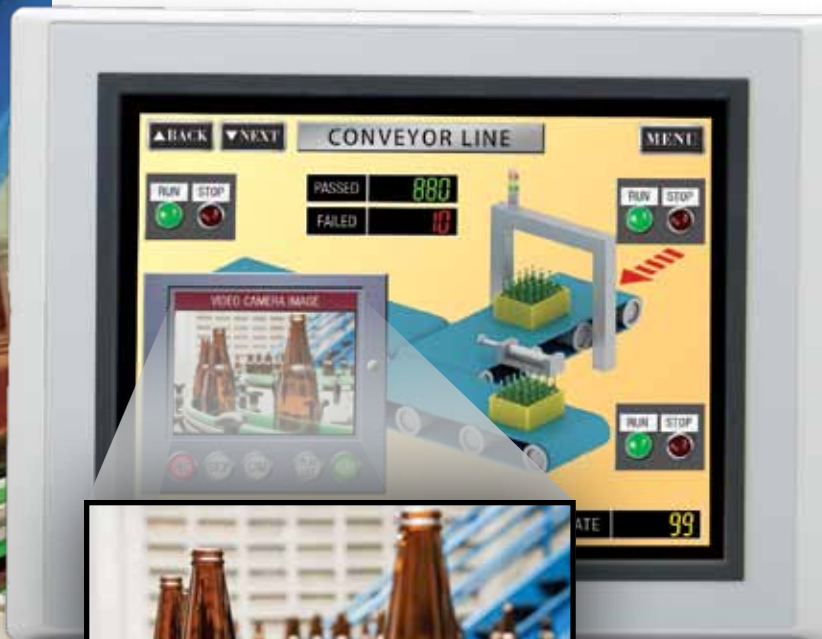 ▲BACK ▼NEXT CONVEYOR LINE MENU
RUN STOP
PASSED 880
FAILED 10
RUN STOP
VIDEO CAMERA IMAGE
RUN STOP
ATE 99